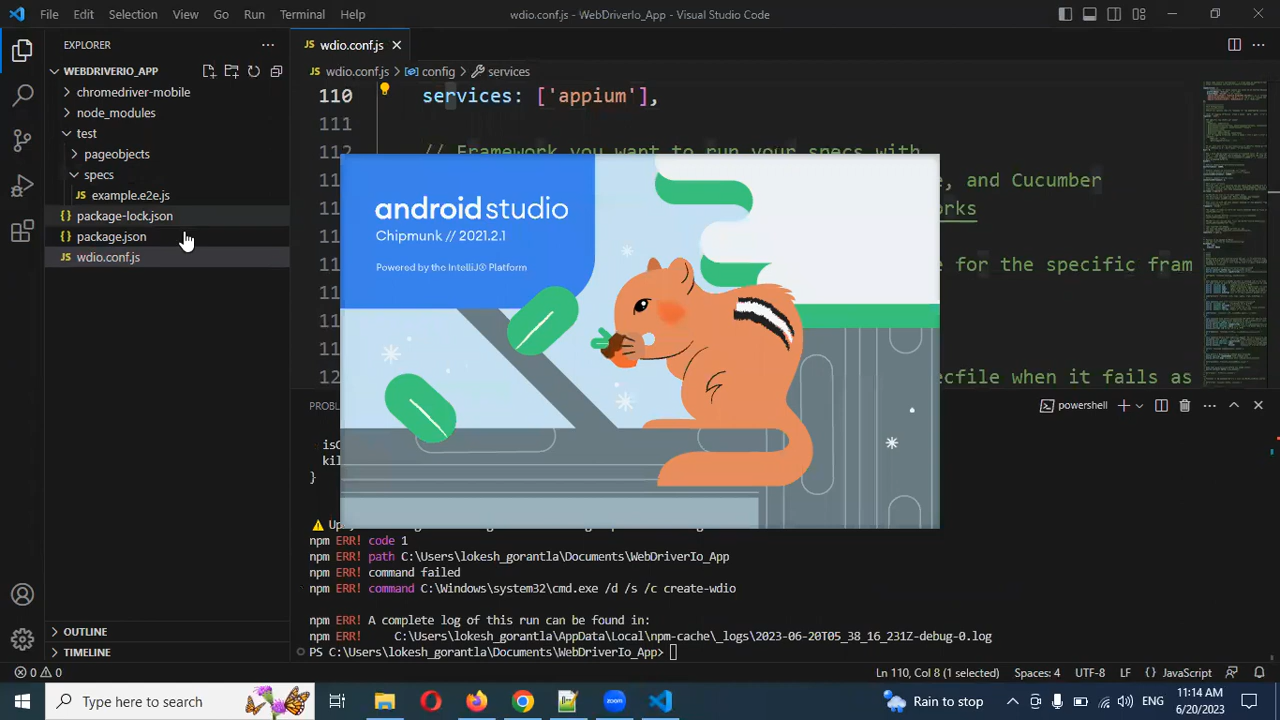 File Edit Selection View Go Run Terminal Help
wdio.conf.js - WebDriverIo_App - Visual Studio Code
EXPLORER
WEBDRIVERIO_APP
chromedriver-mobile
node_modules
test
pageobjects
specs
JS example.e2e.js
{} package-lock.json
{} package.json
JS wdio.conf.js
OUTLINE
TIMELINE
JS wdio.conf.js
JS wdio.conf.js > config > services
110 services: ['appium'],
111
112 // Framework you want to run your specs with
, and Cucumber
e for the specific fram
ecfile when it fails as
android studio
Chipmunk // 2021.2.1
Powered by the IntelliJ® Platform
powershell
}
npm ERR! code 1
npm ERR! path C:\Users\lokesh_gorantla\Documents\WebDriverIo_App
npm ERR! command failed
npm ERR! command C:\Windows\system32\cmd.exe /d /s /c create-wdio
npm ERR! A complete log of this run can be found in:
npm ERR! C:\Users\lokesh_gorantla\AppData\Local\npm-cache\_logs\2023-06-20T05_38_16_231Z-debug-0.log
PS C:\Users\lokesh_gorantla\Documents\WebDriverIo_App>
0 0
Ln 110, Col 8 (1 selected) Spaces: 4 UTF-8 LF {} JavaScript
Type here to search
zoom
Rain to stop
ENG
11:14 AM
6/20/2023